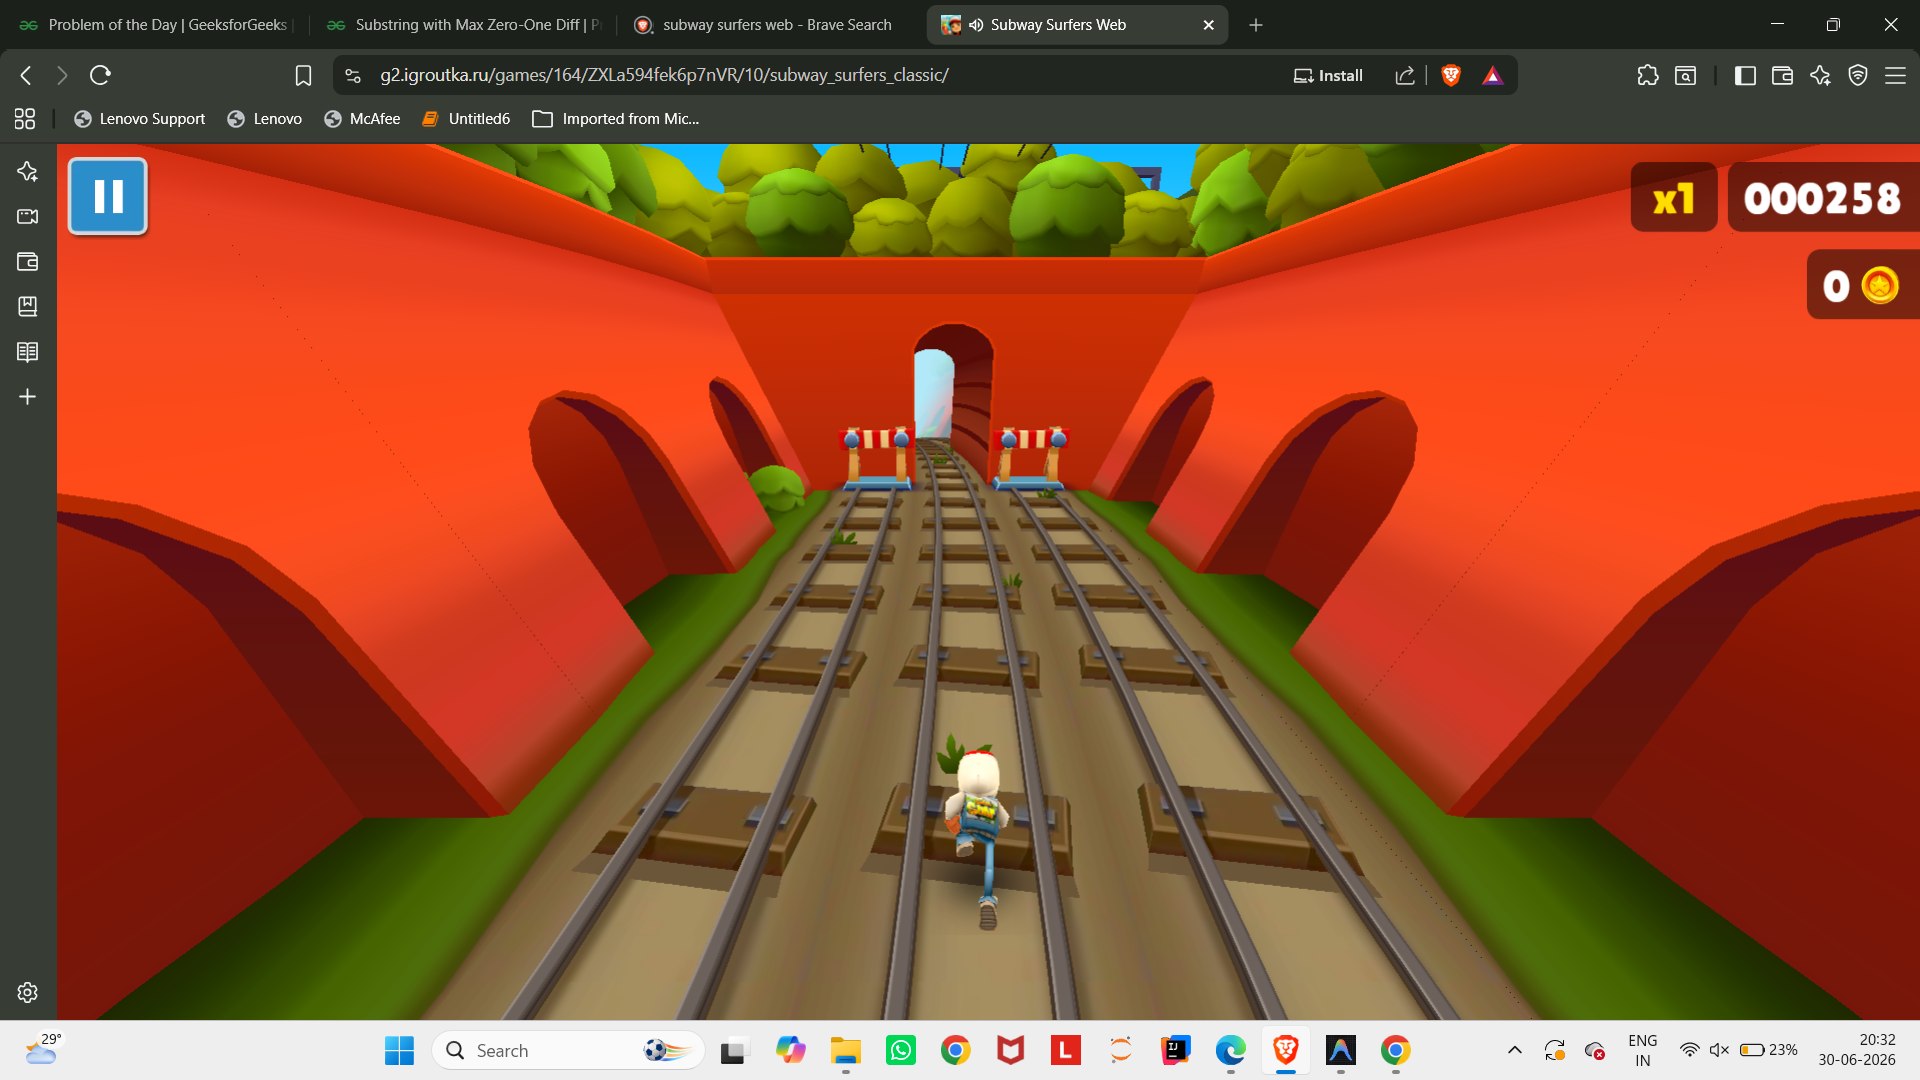 Problem of the Day | GeeksforGeeks
Substring with Max Zero-One Diff | P
subway surfers web - Brave Search
Subway Surfers Web
g2.igroutka.ru/games/164/ZXLa594fek6p7nVR/10/subway_surfers_classic/
Install
Lenovo Support
Lenovo
McAfee
Untitled6
Imported from Mic...
x1
000258
0
29°
Search
L
IJ
ENG
IN
23%
20:32
30-06-2026